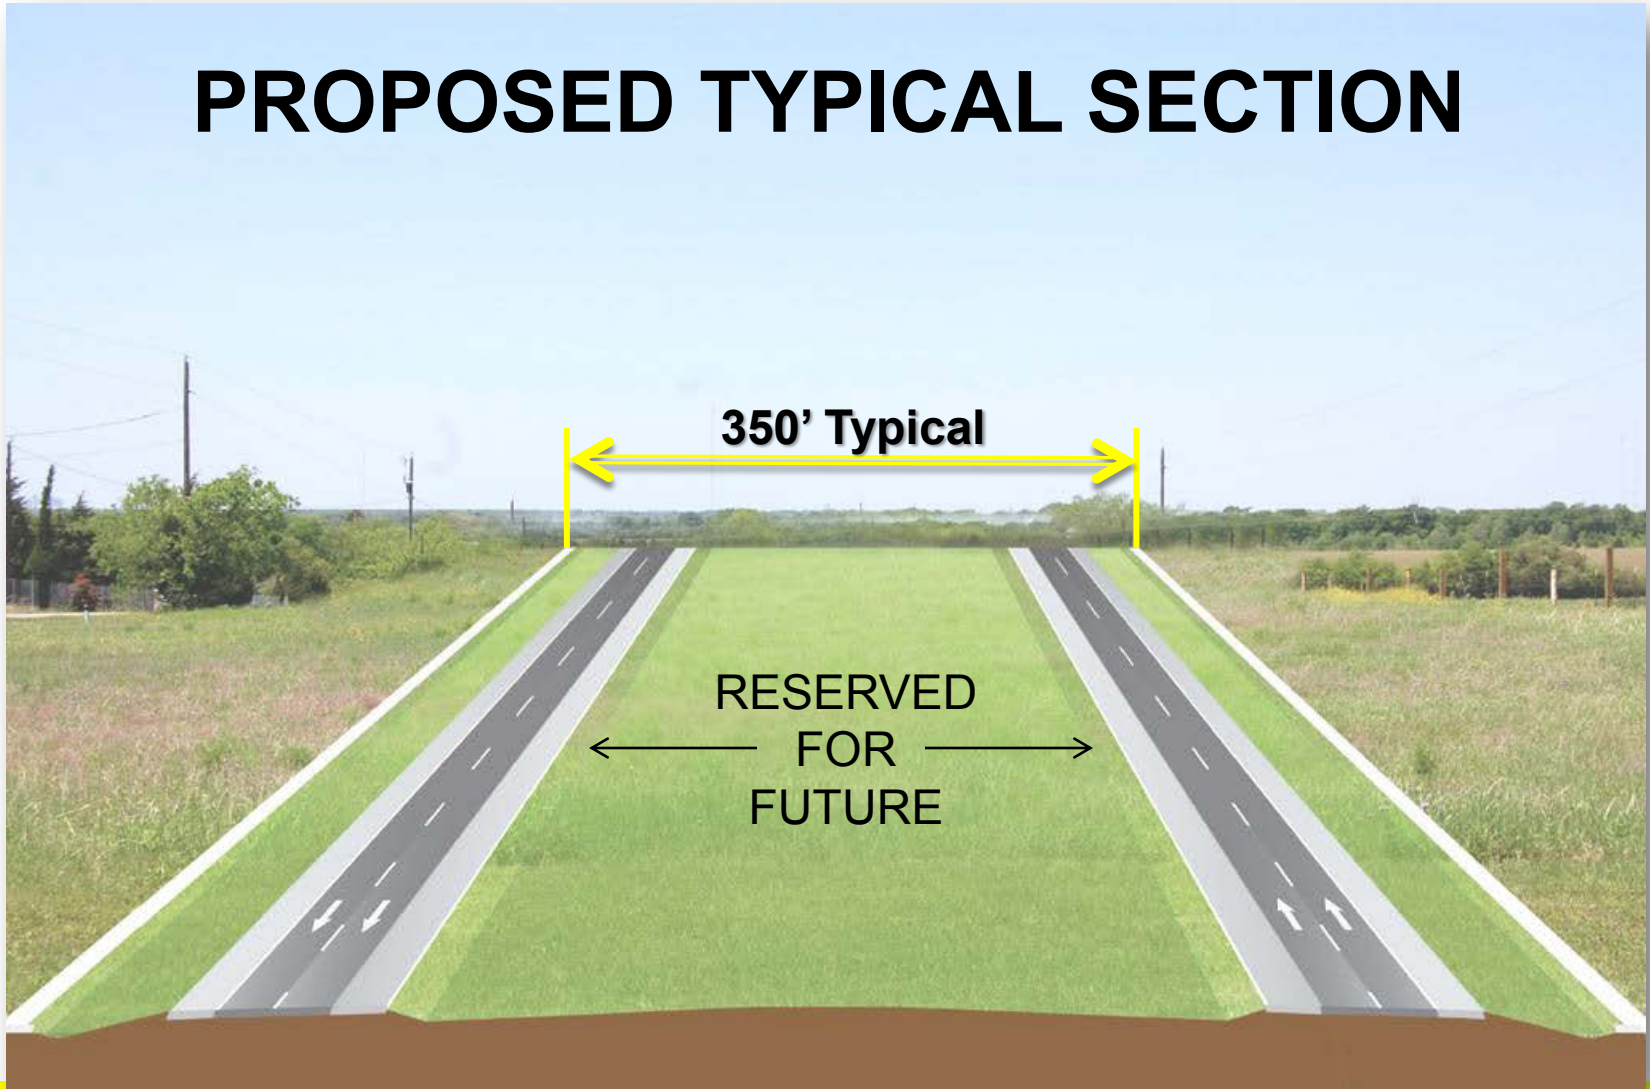 PROPOSED TYPICAL SECTION
350’ Typical
RESERVED
FOR
FUTURE